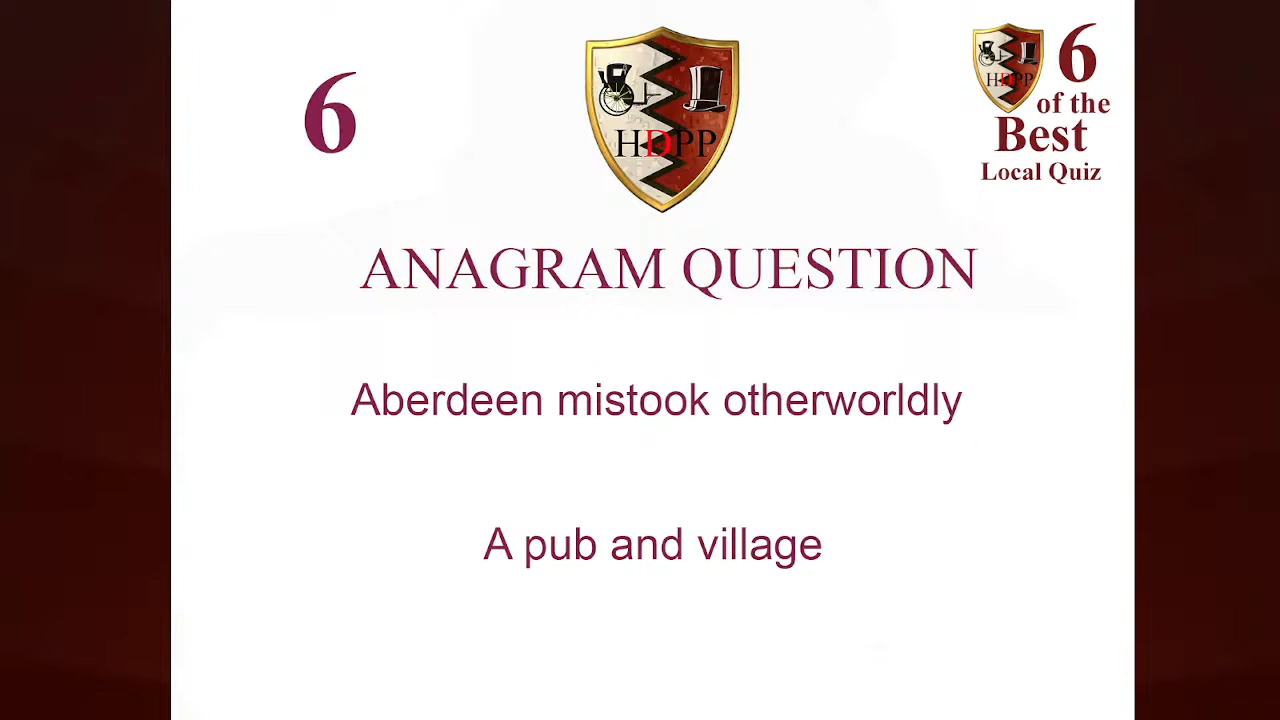 6
HDPP
HDPP
6
of the
Best
Local Quiz
ANAGRAM QUESTION
Aberdeen mistook otherworldly
A pub and village